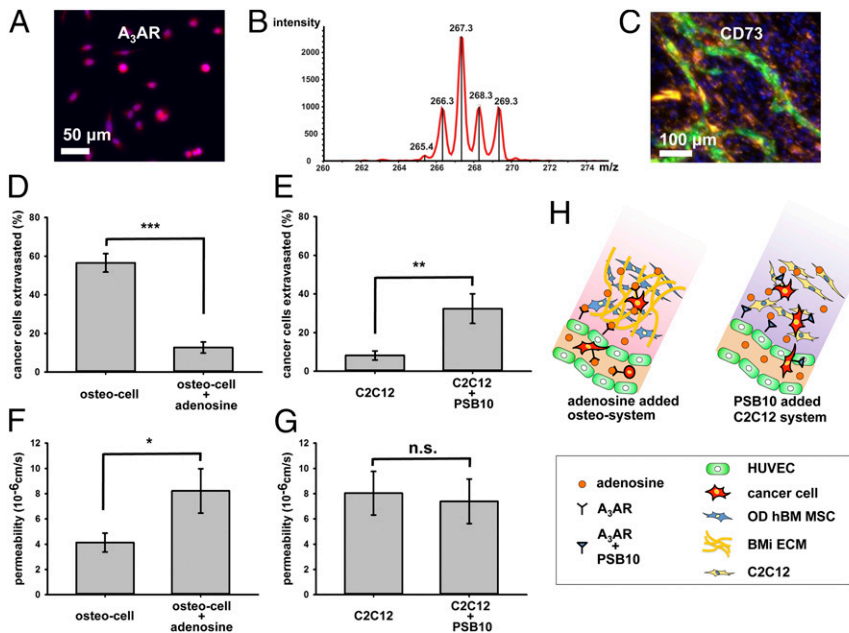 A
A₃AR
50 µm
B
intensity
267.3
266.3
268.3
269.3
265.4
2000
1500
1000
500
0
260
262
264
266
268
270
272
274
m/z
C
CD73
100 µm
D
cancer cells extravasated (%)
80
60
40
20
0
***
osteo-cell
osteo-cell
+
adenosine
E
cancer cells extravasated (%)
80
60
40
20
0
**
C2C12
C2C12
+
PSB10
F
permeability (10⁻⁶cm/s)
12
10
8
6
4
2
0
*
osteo-cell
osteo-cell
+
adenosine
G
permeability (10⁻⁶cm/s)
12
10
8
6
4
2
0
n.s.
C2C12
C2C12
+
PSB10
H
adenosine added
osteo-system
PSB10 added
C2C12 system
adenosine
A₃AR
A₃AR
+
PSB10
HUVEC
cancer cell
OD hBM MSC
BMi ECM
C2C12